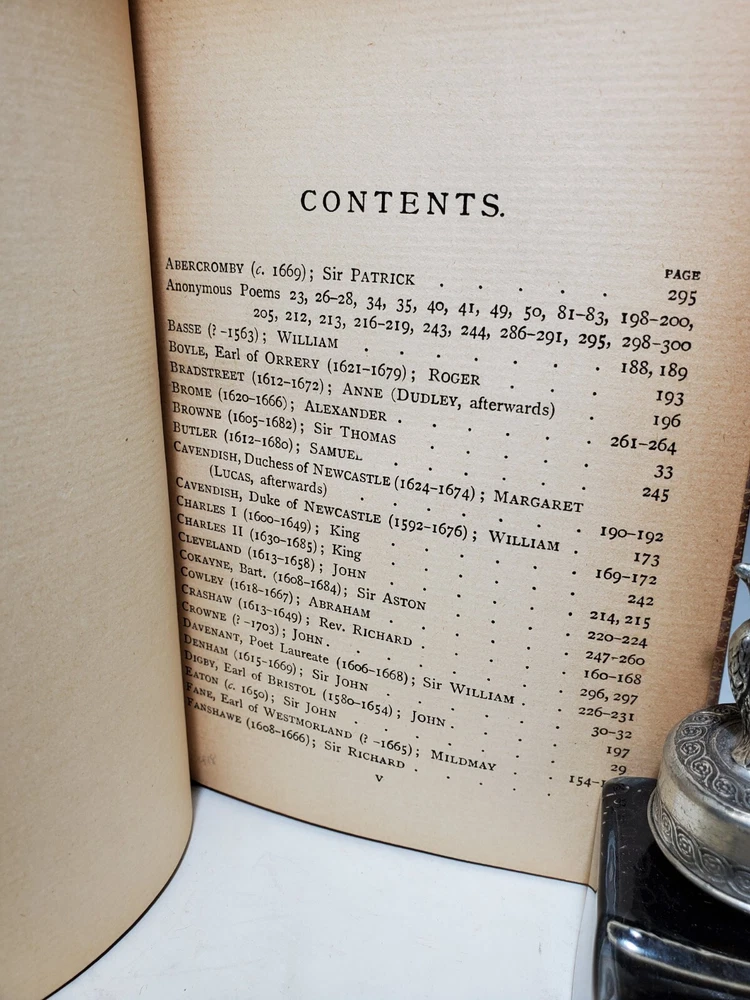 CONTENTS.
PAGE
ABERCROMBY (c. 1669); Sir PATRICK . . . . . 295
Anonymous Poems 23, 26–28, 34, 35, 40, 41, 49, 50, 81–83, 198–200,
205, 212, 213, 216–219, 243, 244, 286–291, 295, 298–300
BASSE (? –1563); WILLIAM . . . . . . . 188, 189
BOYLE, Earl of ORRERY (1621–1679); ROGER . . . 193
BRADSTREET (1612–1672); ANNE (DUDLEY, afterwards) . 196
BROME (1620–1666); ALEXANDER . . . . . . 261–264
BROWNE (1605–1682); Sir THOMAS . . . . . 33
BUTLER (1612–1680); SAMUEL . . . . . . 245
CAVENDISH, Duchess of NEWCASTLE (1624–1674); MARGARET
(LUCAS, afterwards) . . . . . . . 190–192
CAVENDISH, Duke of NEWCASTLE (1592–1676); WILLIAM . 173
CHARLES I (1600–1649); King . . . . . . 169–172
CHARLES II (1630–1685); King . . . . . . 242
CLEVELAND (1613–1658); JOHN . . . . . . 214, 215
COKAYNE, Bart. (1608–1684); Sir ASTON . . . . 220–224
COWLEY (1618–1667); ABRAHAM . . . . . . 247–260
CRASHAW (1613–1649); Rev. RICHARD . . . . . 160–168
CROWNE (? –1703); JOHN . . . . . . . 296, 297
DAVENANT, Poet Laureate (1606–1668); Sir WILLIAM . . 226–231
DENHAM (1615–1669); Sir JOHN . . . . . . 30–32
DIGBY, Earl of BRISTOL (1580–1654); JOHN . . . . 197
EATON (c. 1650); Sir JOHN . . . . . . 29
FANE, Earl of WESTMORLAND (? –1665); MILDMAY . . 154–1
FANSHAWE (1608–1666); Sir RICHARD . . . . .
v